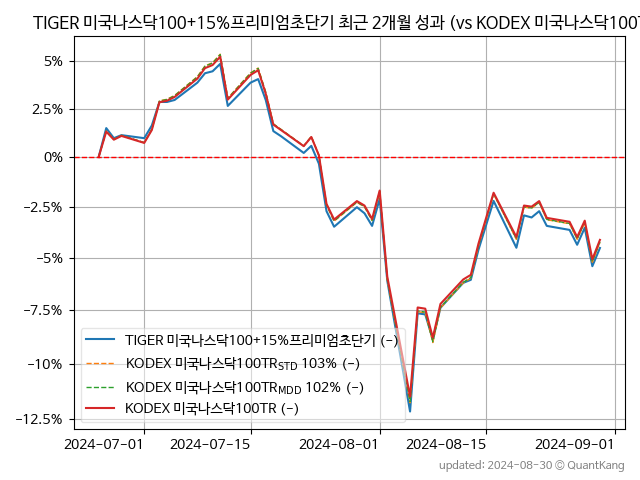 TIGER 미국나스닥100+15%프리미엄초단기 최근 2개월 성과 (vs KODEX 미국나스닥100T
5%
2.5%
0%
−2.5%
−5%
−7.5%
−10%
−12.5%
TIGER 미국나스닥100+15%프리미엄초단기 (-)
KODEX 미국나스닥100TR_STD 103% (-)
KODEX 미국나스닥100TR_MDD 102% (-)
KODEX 미국나스닥100TR (-)
2024-07-01 2024-07-15 2024-08-01 2024-08-15 2024-09-01
updated: 2024-08-30 © QuantKang